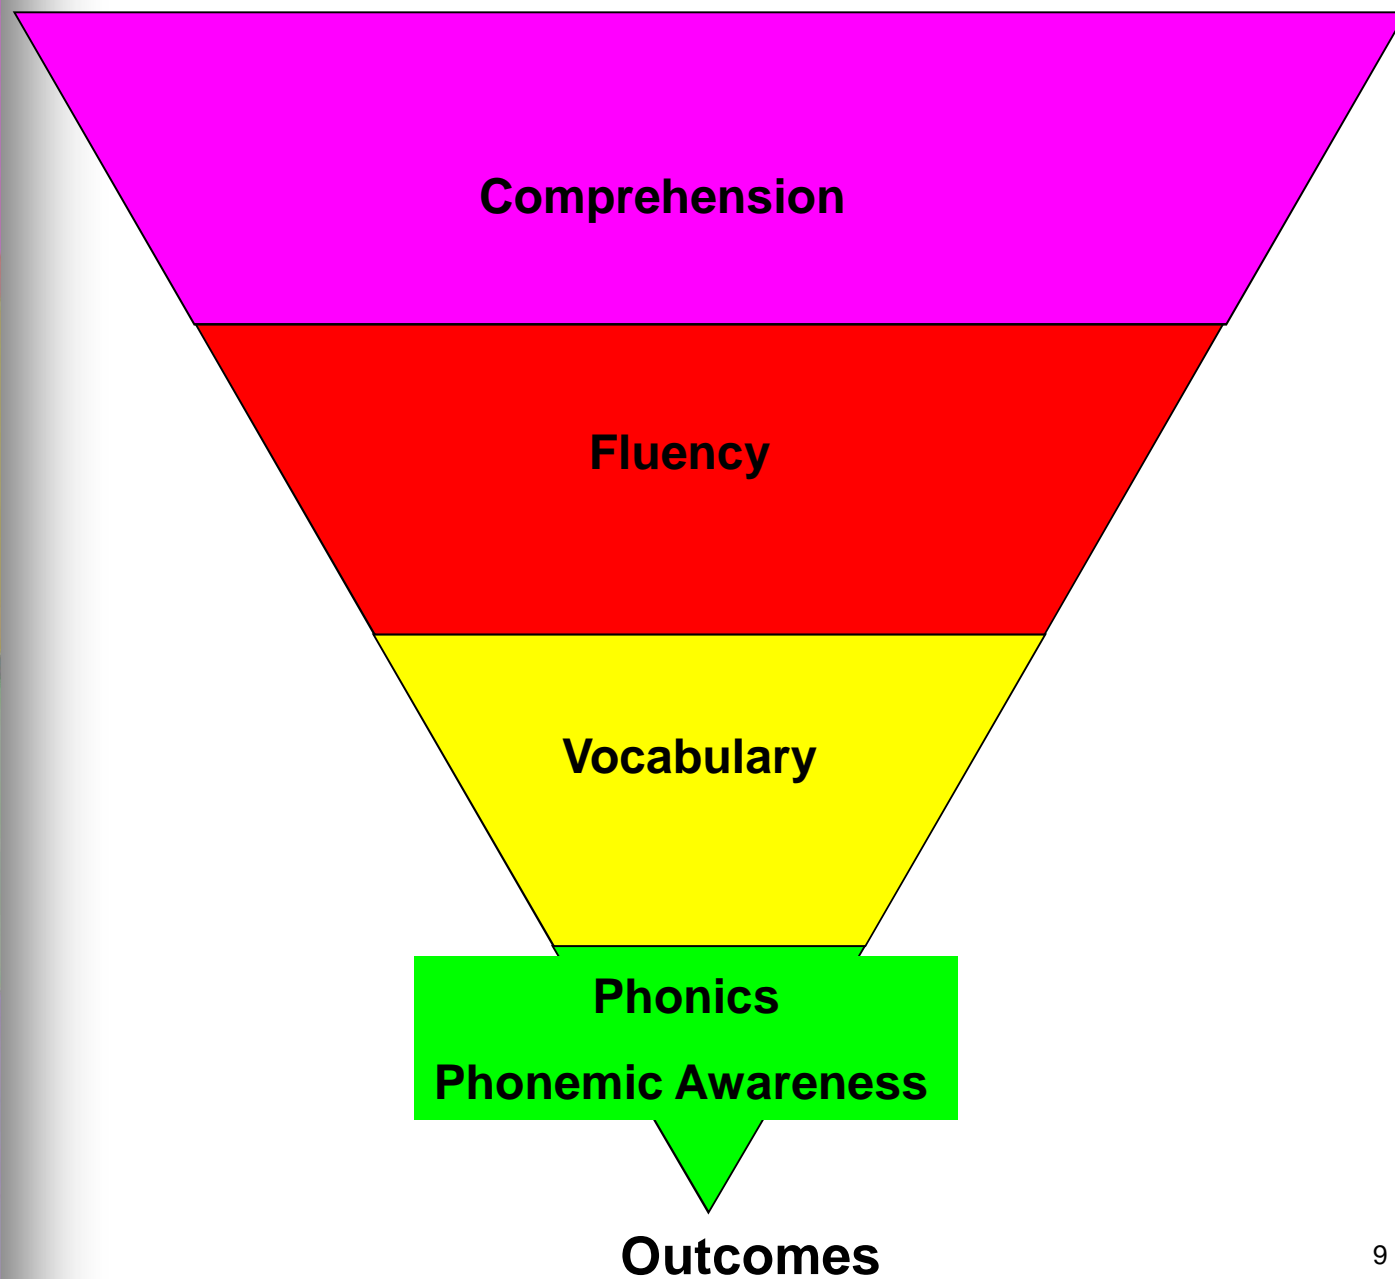 Comprehension
Fluency
Vocabulary
Phonics
Phonemic Awareness
Outcomes
9